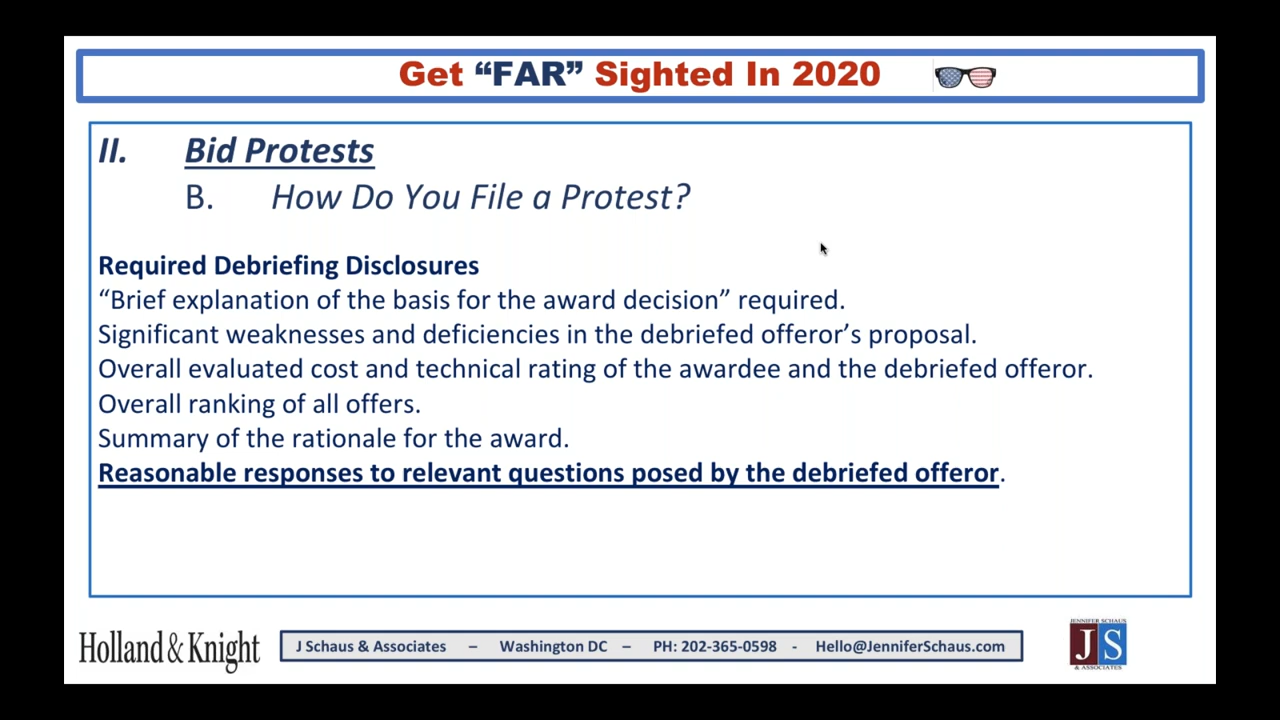 Get “FAR” Sighted In 2020
II. Bid Protests
B. How Do You File a Protest?
Required Debriefing Disclosures
“Brief explanation of the basis for the award decision” required.
Significant weaknesses and deficiencies in the debriefed offeror’s proposal.
Overall evaluated cost and technical rating of the awardee and the debriefed offeror.
Overall ranking of all offers.
Summary of the rationale for the award.
Reasonable responses to relevant questions posed by the debriefed offeror.
Holland & Knight
J Schaus & Associates – Washington DC – PH: 202-365-0598 - Hello@JenniferSchaus.com
JENNIFER SCHAUS
JS
& ASSOCIATES